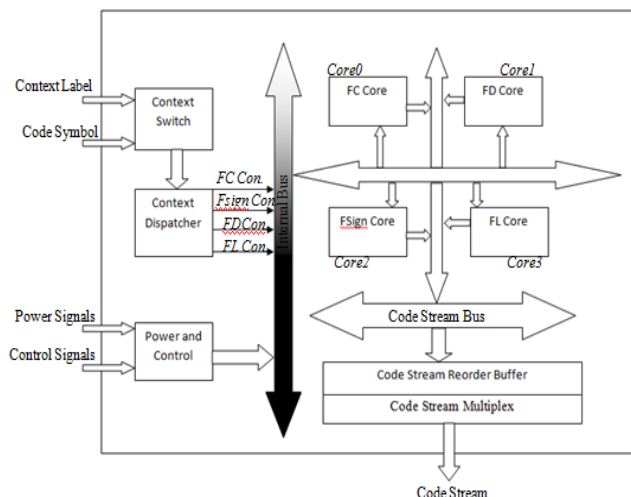 Context Label
Code Symbol
Context
Switch
Context
Dispatcher
FC Con.
Fsign Con
FDCon.
FL Con.
Internal Bus
Power Signals
Control Signals
Power and
Control
Core0
FC Core
Core1
FD Core
FSign Core
Core2
FL Core
Core3
Code Stream Bus
Code Stream Reorder Buffer
Code Stream Multiplex
Code Stream